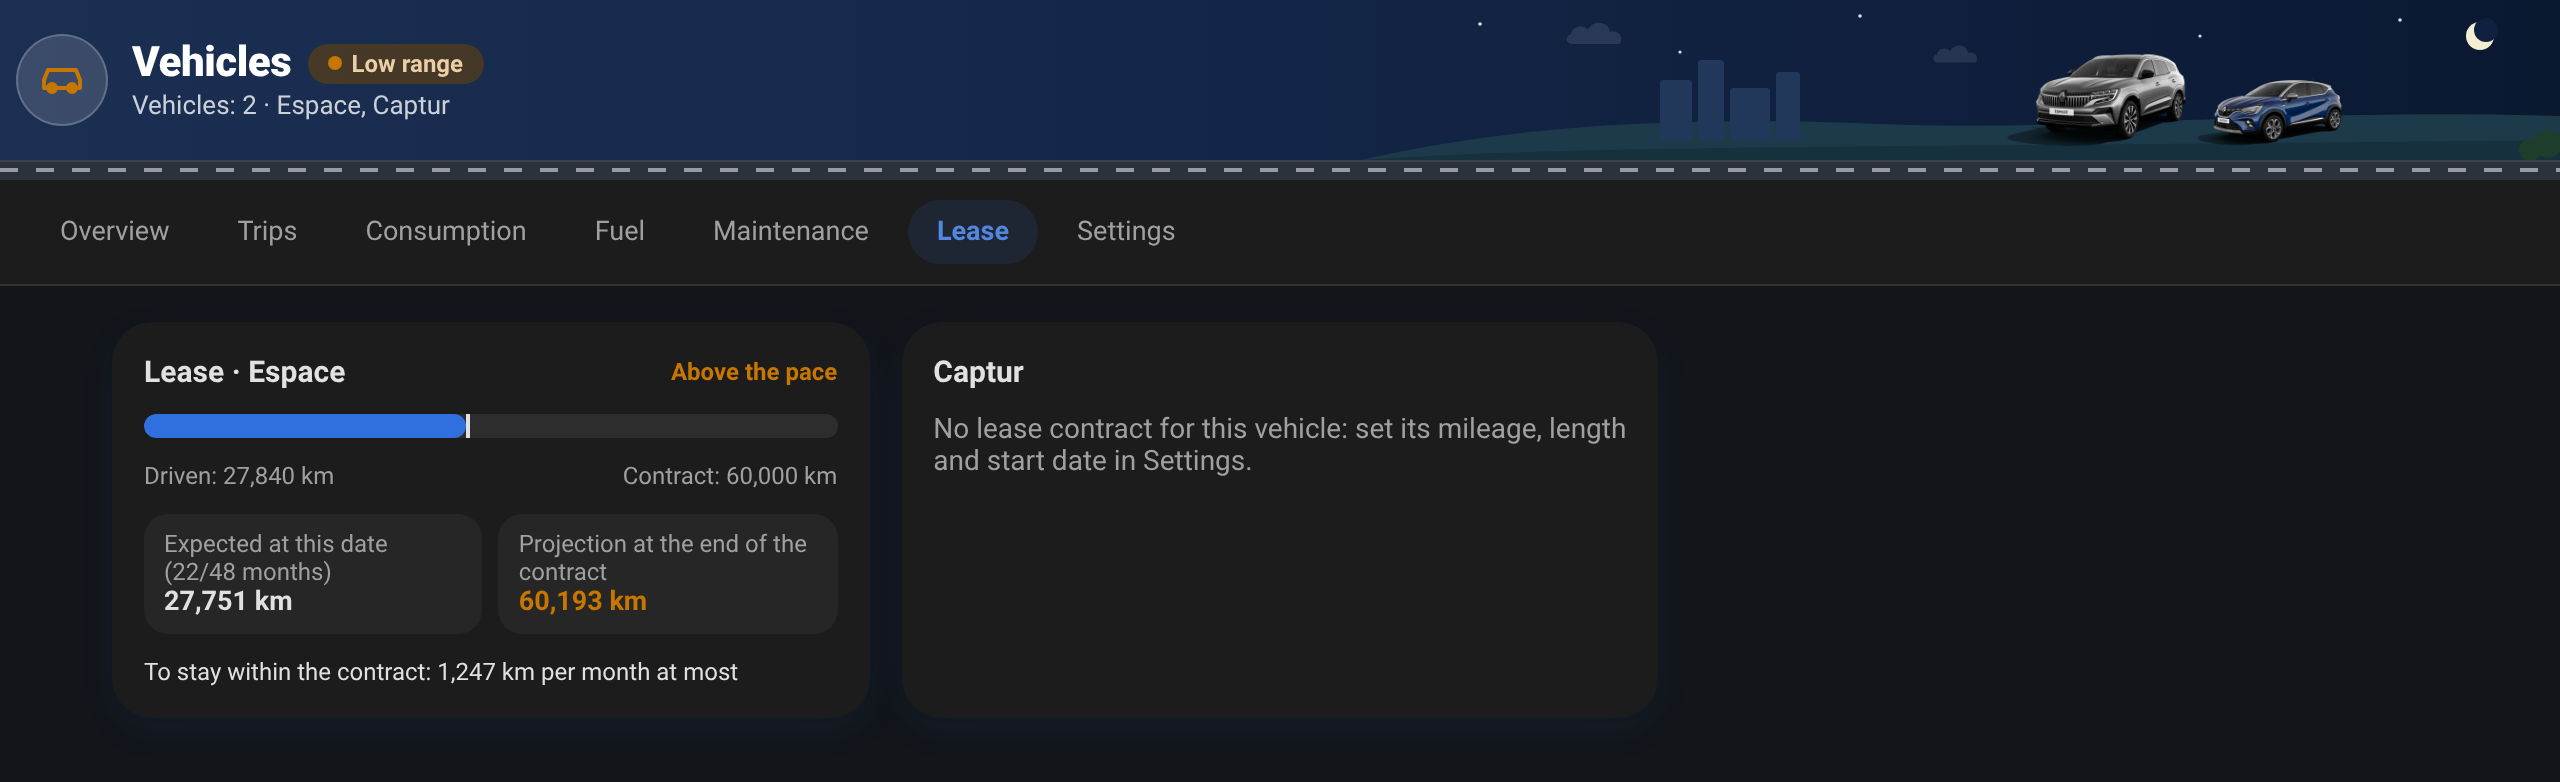 Vehicles
Low range
Vehicles: 2 · Espace, Captur
Overview
Trips
Consumption
Fuel
Maintenance
Lease
Settings
Lease · Espace
Above the pace
Driven: 27,840 km
Contract: 60,000 km
Expected at this date
(22/48 months)
27,751 km
Projection at the end of the
contract
60,193 km
To stay within the contract: 1,247 km per month at most
Captur
No lease contract for this vehicle: set its mileage, length
and start date in Settings.